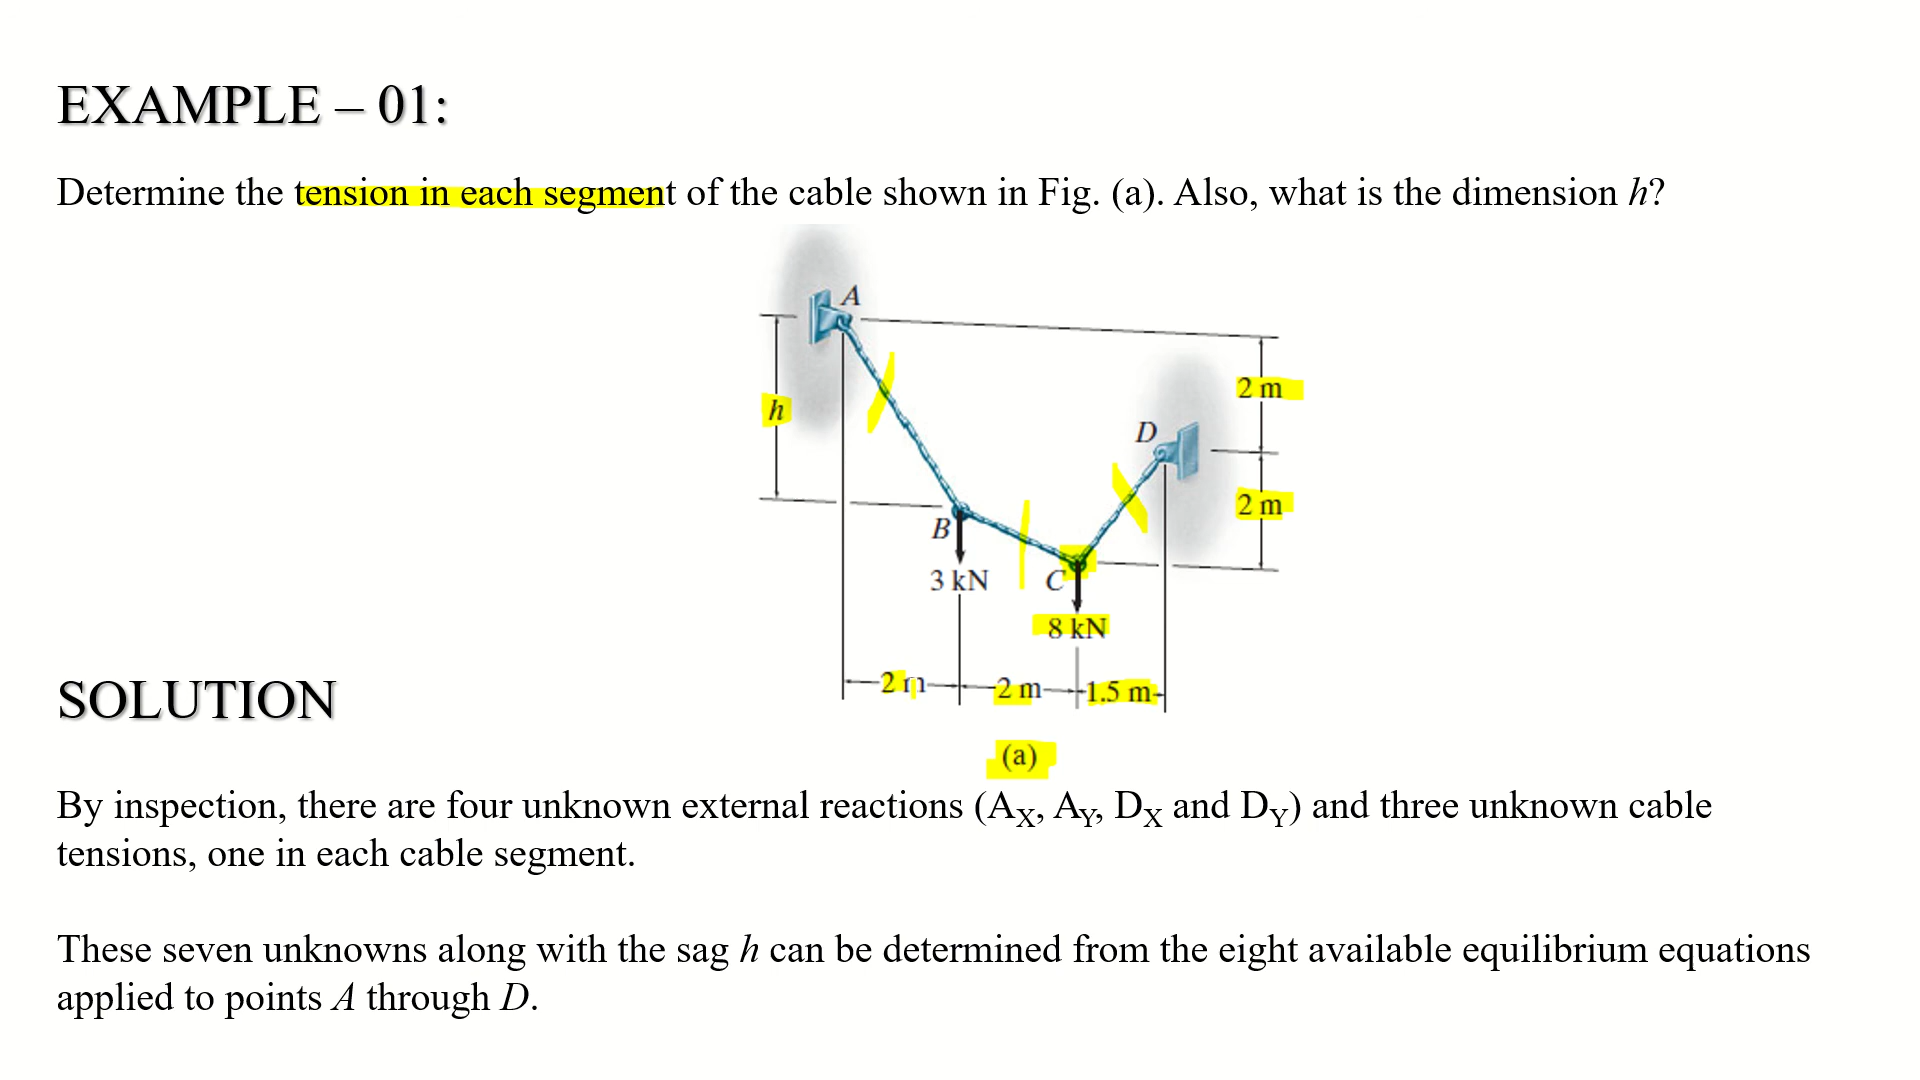 EXAMPLE – 01:
Determine the tension in each segment of the cable shown in Fig. (a). Also, what is the dimension h?
A
2 m
h
D
2 m
B
3 kN
C
8 kN
2 m
2 m
1.5 m
SOLUTION
(a)
By inspection, there are four unknown external reactions (AX, AY, DX and DY) and three unknown cable
tensions, one in each cable segment.
These seven unknowns along with the sag h can be determined from the eight available equilibrium equations
applied to points A through D.